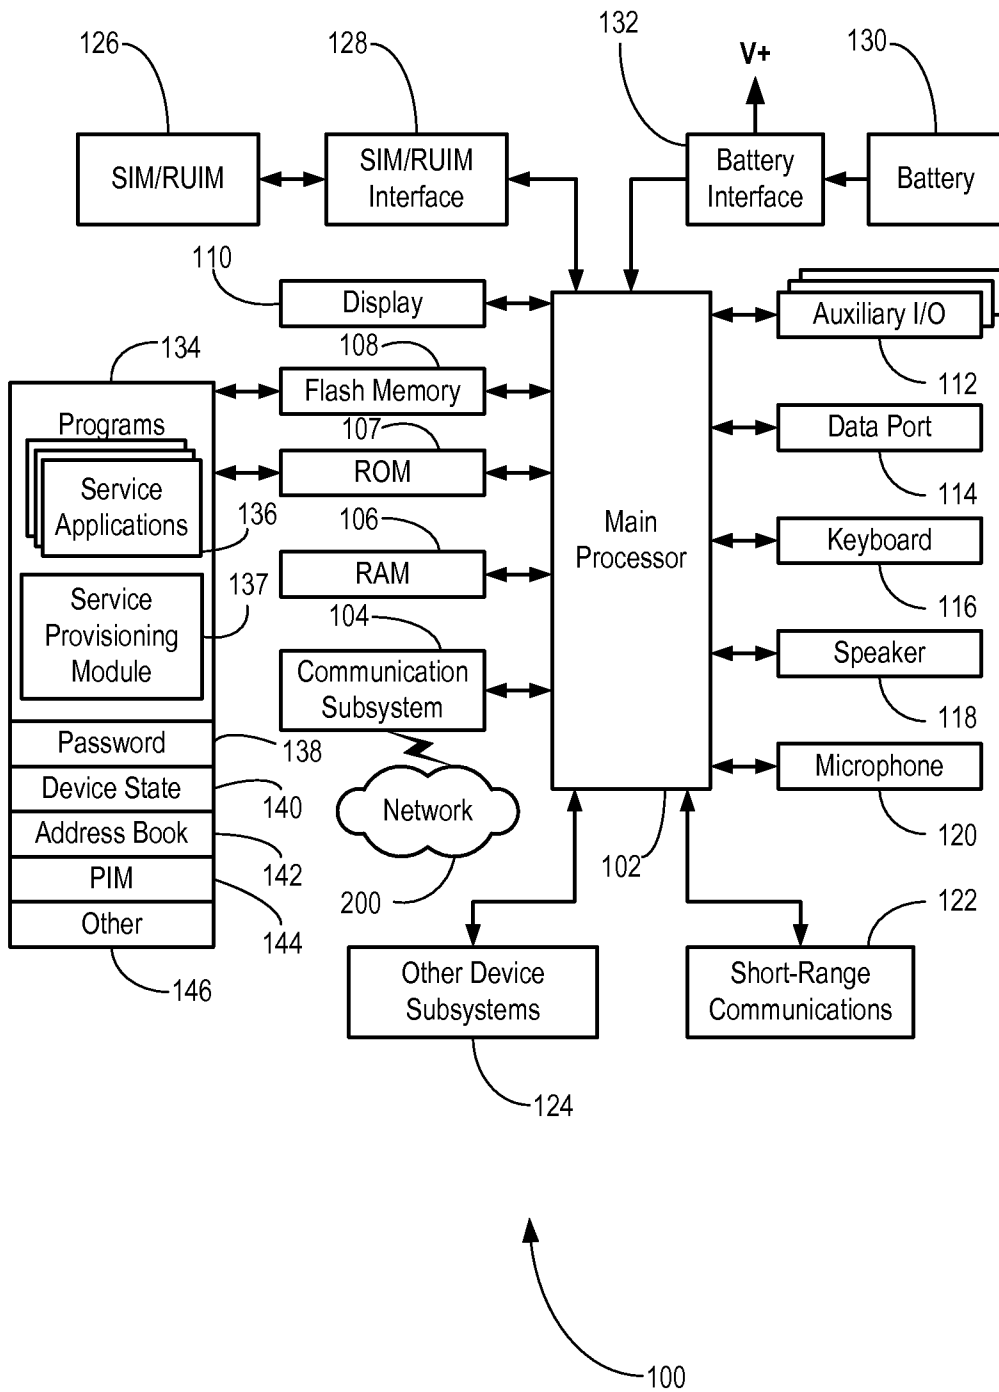 126
128
132
130
V+
SIM/RUIM
SIM/RUIM
Interface
Battery
Interface
Battery
110
Display
Auxiliary I/O
134
108
112
Flash Memory
Programs
107
Data Port
ROM
114
Service
Applications
136
106
Main
Processor
Keyboard
RAM
137
116
Service
Provisioning
Module
104
Communication
Subsystem
Speaker
118
Password
138
Microphone
Device State
140
Network
120
Address Book
142
102
PIM
200
122
144
Other
146
Other Device
Subsystems
Short-Range
Communications
124
100